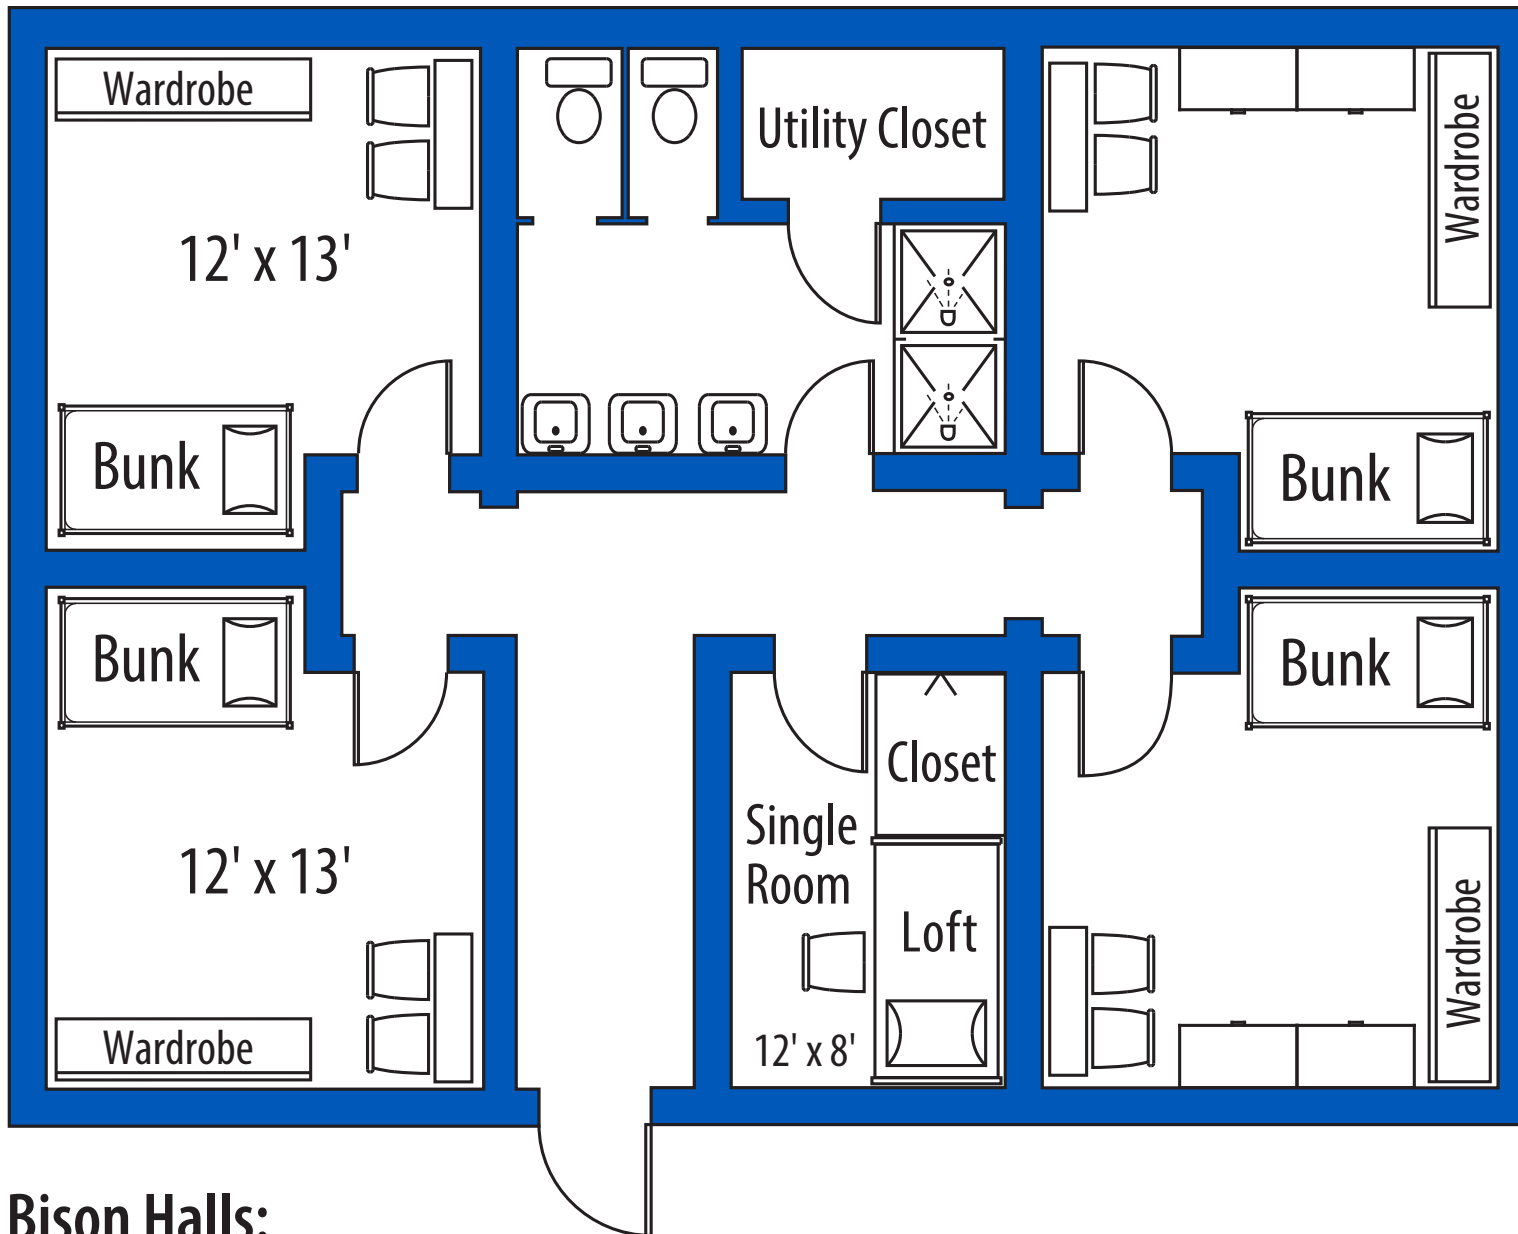 Wardrobe
Utility Closet
Wardrobe
12' x 13'
Bunk
Bunk
Bunk
Bunk
Closet
Single
Room
12' x 13'
Loft
Wardrobe
Wardrobe
12' x 8'
Bison Halls: